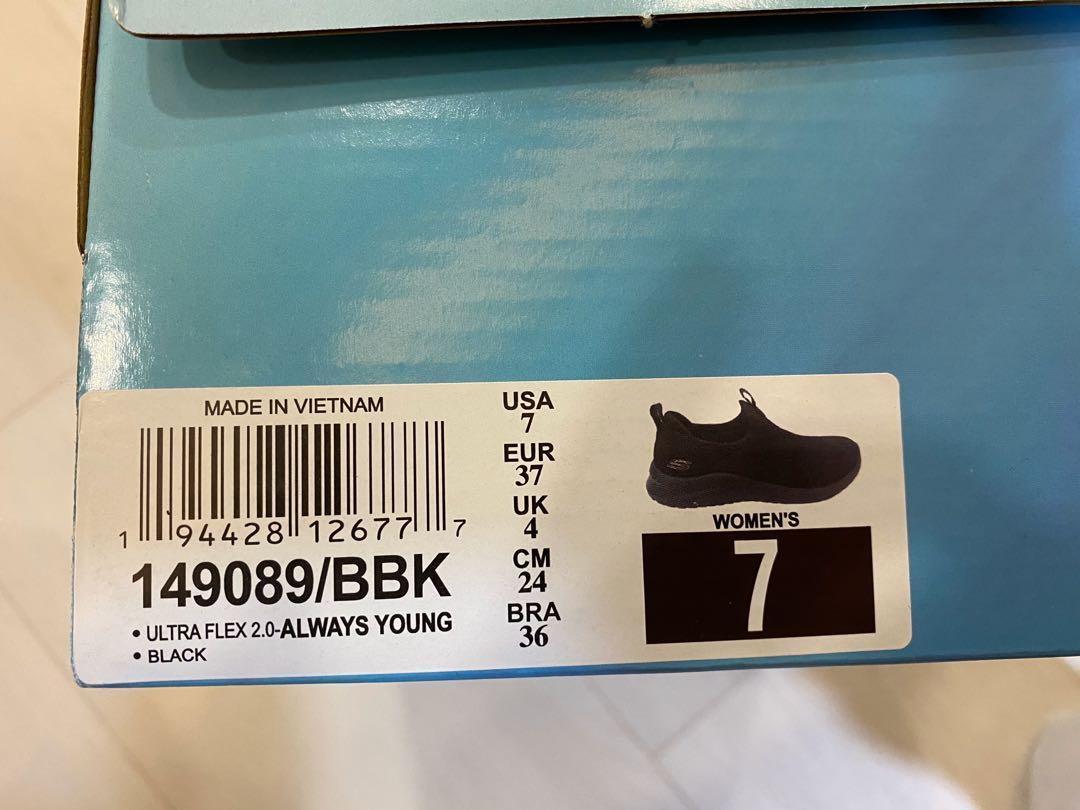 MADE IN VIETNAM
1 94428 12677 7
149089/BBK
• ULTRA FLEX 2.0-ALWAYS YOUNG
• BLACK
USA
7
EUR
37
UK
4
CM
24
BRA
36
WOMEN'S
7